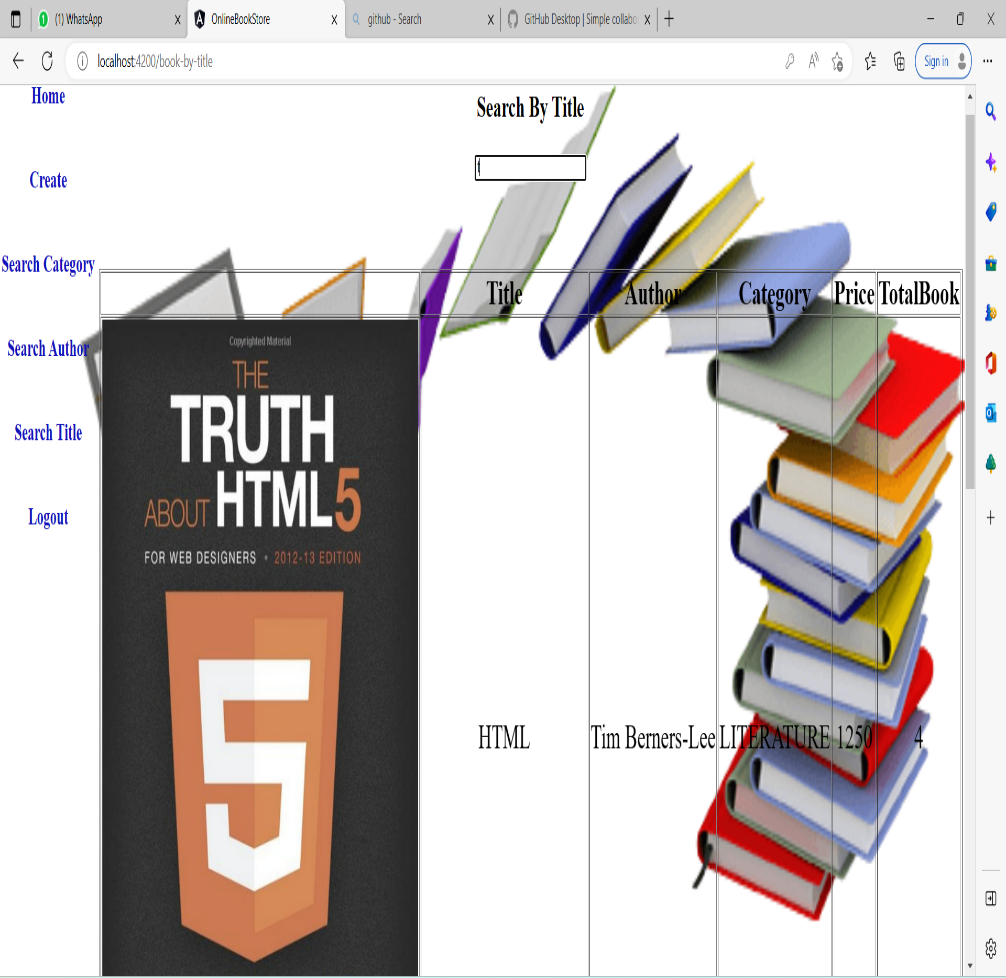 (1) WhatsApp
OnlineBookStore
github - Search
GitHub Desktop | Simple collabo
localhost:4200/book-by-title
Sign in
Home
Create
Search Category
Search Author
Search Title
Logout
Search By Title
t
Title Author Category Price TotalBook
Copyrighted Material
THE
TRUTH
ABOUT HTML5
FOR WEB DESIGNERS • 2012-13 EDITION
5
HTML Tim Berners-Lee LITERATURE 1250 4